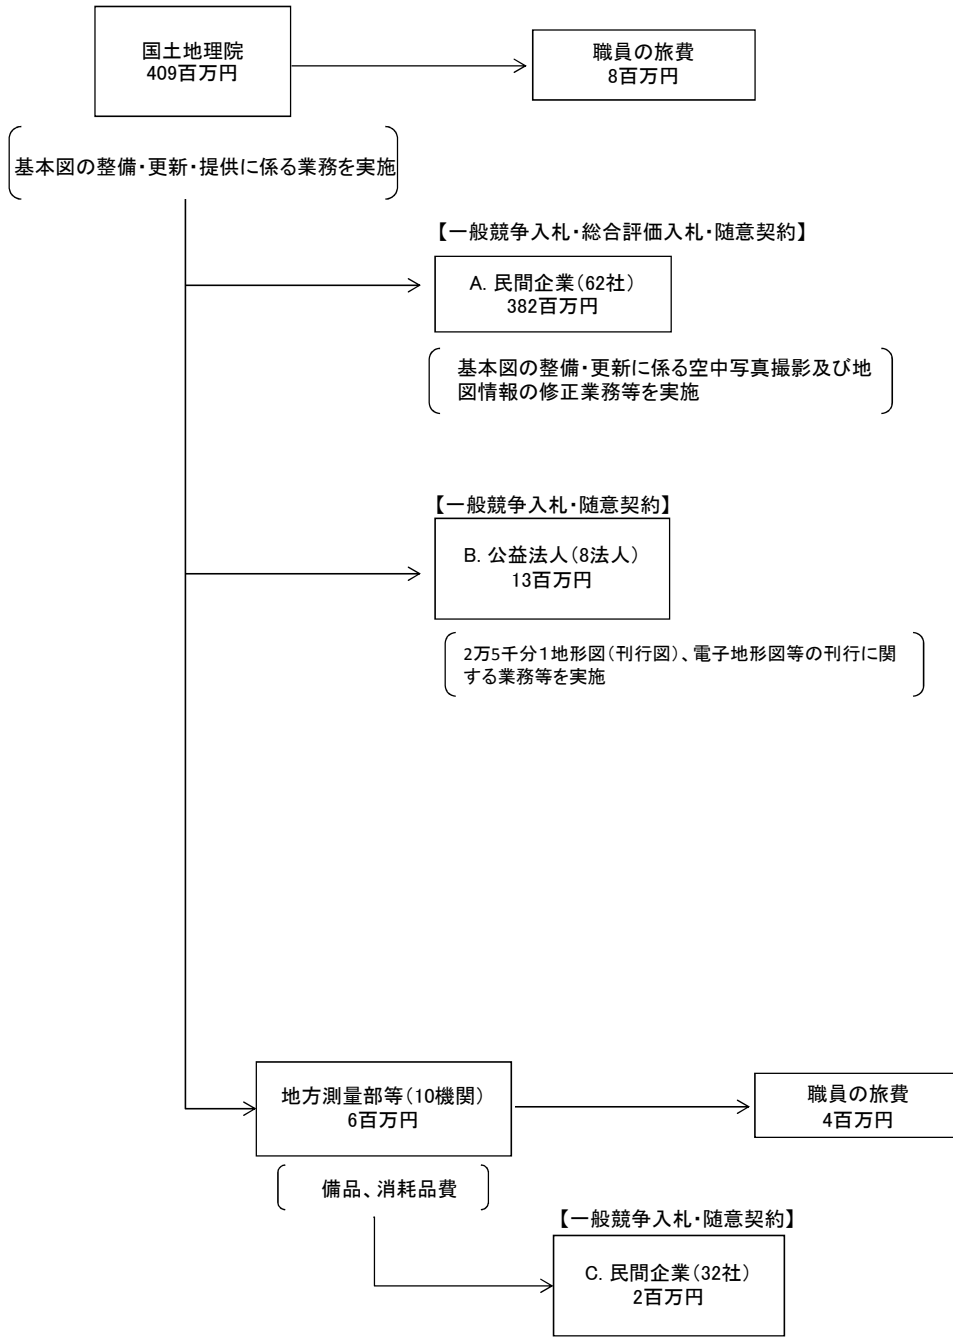 国土地理院
409百万円
職員の旅費
8百万円
基本図の整備・更新・提供に係る業務を実施
【一般競争入札・総合評価入札・随意契約】
A. 民間企業（62社）
382百万円
基本図の整備・更新に係る空中写真撮影及び地
図情報の修正業務等を実施
【一般競争入札・随意契約】
B. 公益法人（8法人）
13百万円
2万5千分１地形図（刊行図）、電子地形図等の刊行に関
する業務等を実施
地方測量部等（10機関）
6百万円
職員の旅費
4百万円
備品、消耗品費
【一般競争入札・随意契約】
C. 民間企業（32社）
2百万円